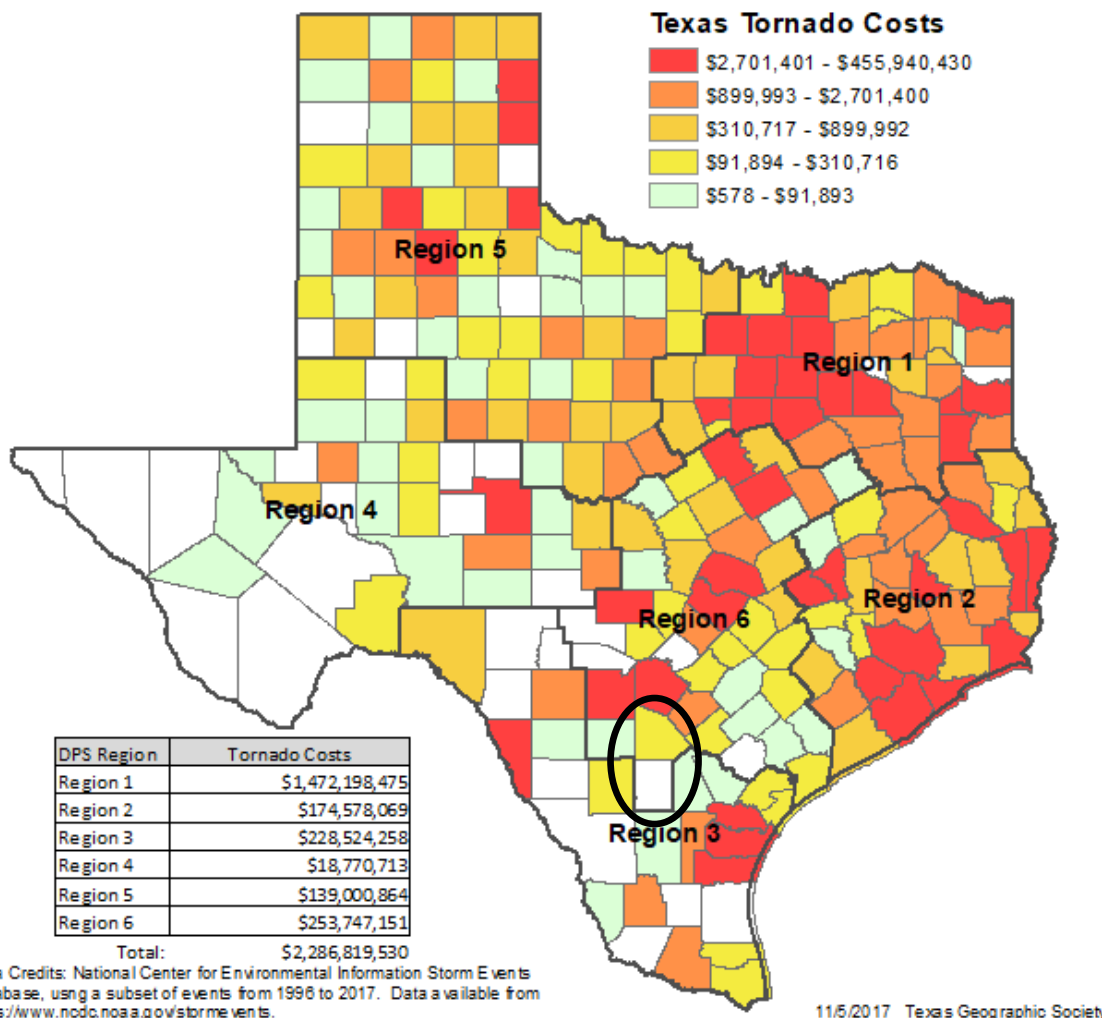 Texas Tornado Costs
$2,701,401 - $455,940,430
$899,993 - $2,701,400
$310,717 - $899,992
$91,894 - $310,716
$578 - $91,893
Region 5
Region 1
Region 4
Region 2
Region 6
Region 3
DPS Region Tornado Costs
Region 1 $1,472,198,475
Region 2 $174,578,069
Region 3 $228,524,258
Region 4 $18,770,713
Region 5 $139,000,864
Region 6 $253,747,151
Total: $2,286,819,530
a Credits: National Center for Environmental Information Storm Events
abase, usng a subset of events from 1996 to 2017. Data available from
s://www.ncdc.noaa.gov/stormevents.
11/5/2017 Texas Geographic Society